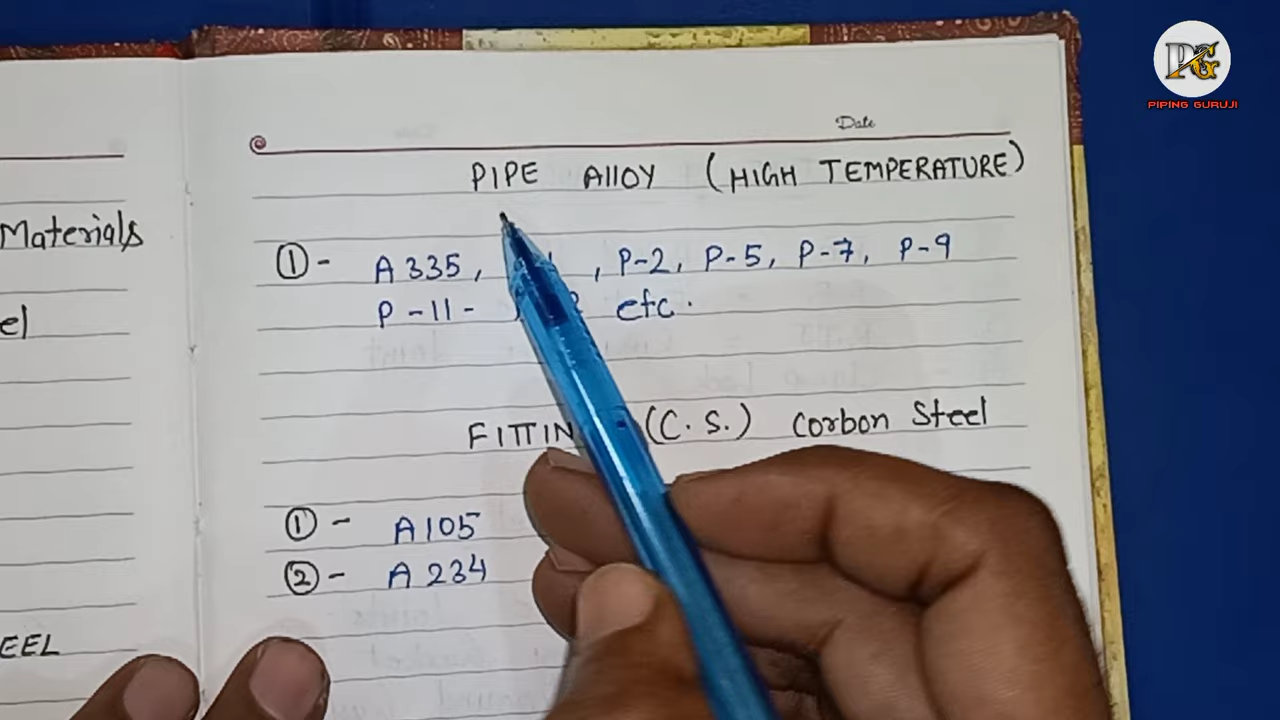 PG
PIPING GURUJI
Date
PIPE Alloy (HIGH TEMPERATURE)
Materials
① - A 335, , P-2, P-5, P-7, P-9
el
P-11- etc.
(C.S.) Corbon Steel
① - A105
② - A 234
EEL